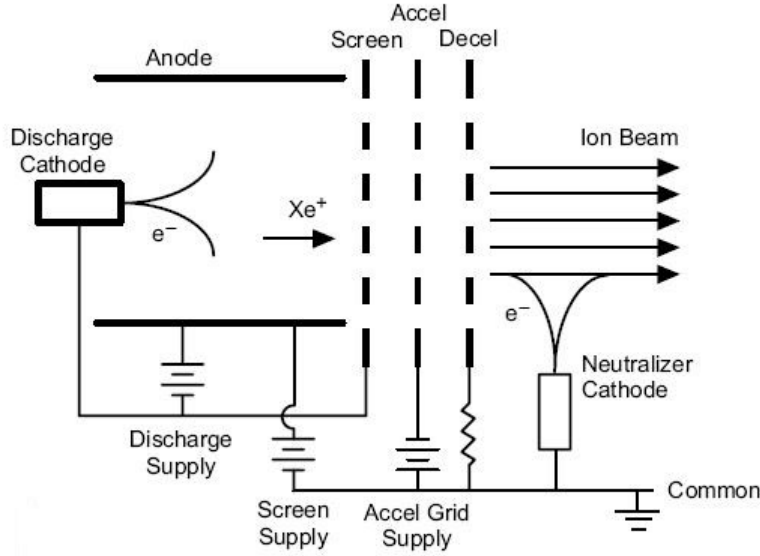 Accel
Screen
Decel
Anode
Discharge
Cathode
Ion Beam
Xe⁺
e⁻
e⁻
Neutralizer
Cathode
Discharge
Supply
Screen
Supply
Accel Grid
Supply
Common